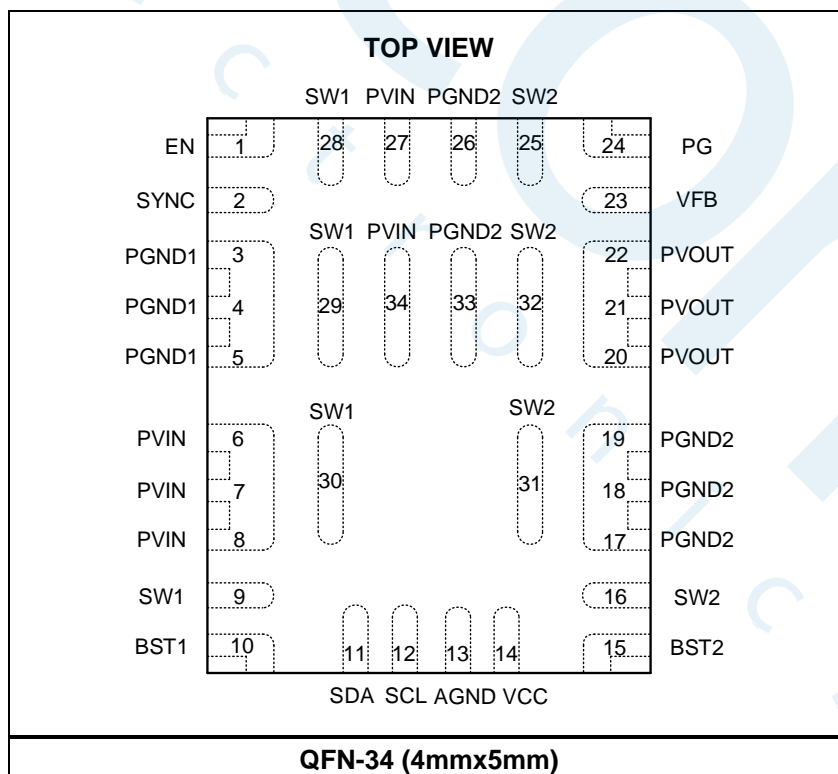 TOP VIEW
SW1 PVIN PGND2 SW2
EN 1 28 27 26 25 24 PG
SYNC 2 23 VFB
SW1 PVIN PGND2 SW2
PGND1 3 22 PVOUT
PGND1 4 29 34 33 32 21 PVOUT
PGND1 5 20 PVOUT
SW1 SW2
PVIN 6 19 PGND2
30 31
PVIN 7 18 PGND2
PVIN 8 17 PGND2
SW1 9 16 SW2
BST1 10 11 12 13 14 15 BST2
SDA SCL AGND VCC
QFN-34 (4mmx5mm)